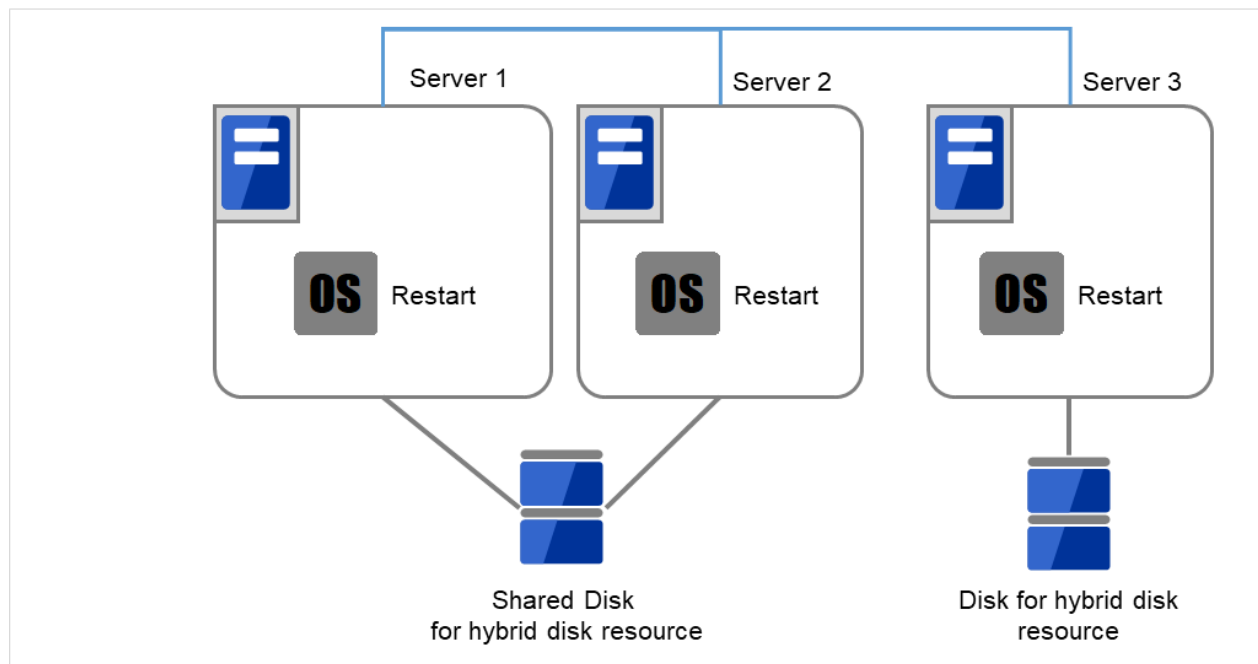 Server 1
Server 2
Server 3
OS Restart
OS Restart
OS Restart
Shared Disk
for hybrid disk resource
Disk for hybrid disk
resource